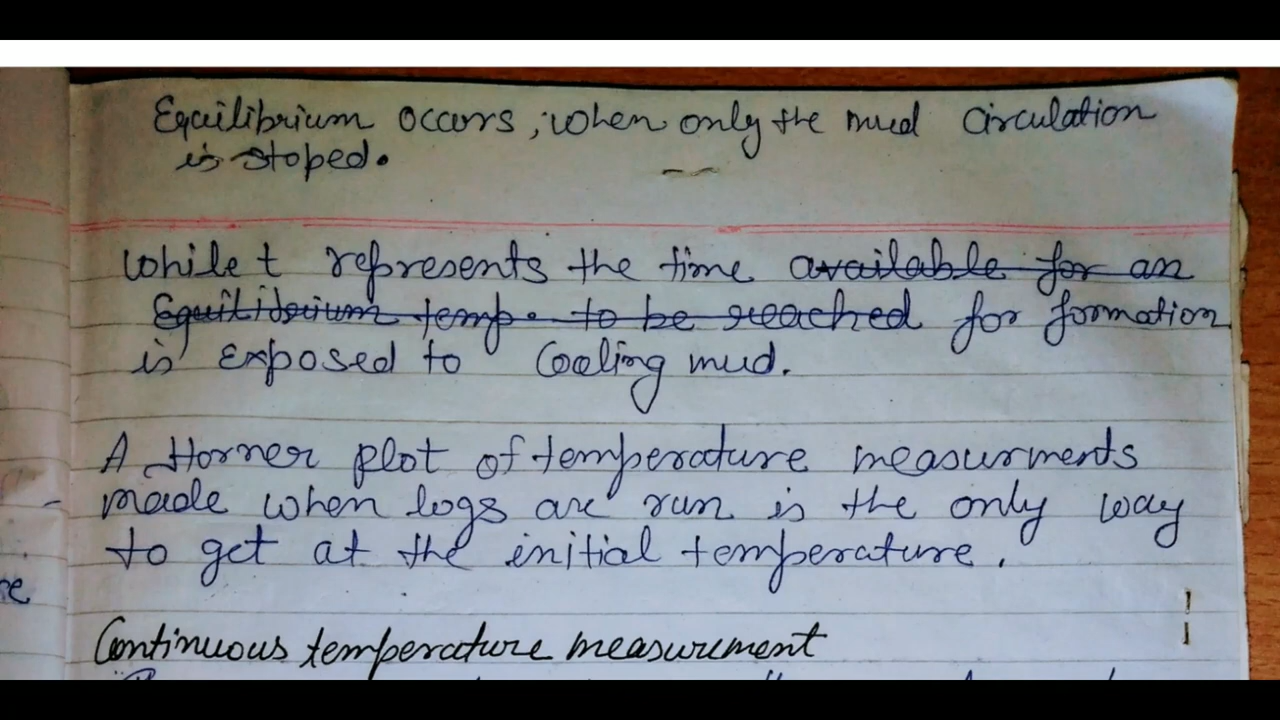 Equilibrium occurs, when only the mud circulation
is stoped.
while t represents the time available for an
Equilibrium temp. to be reached for formation
is exposed to Cooling mud.
A Horner plot of temperature measurments
made when logs are run is the only way
to get at the initial temperature.
Continuous temperature measurement